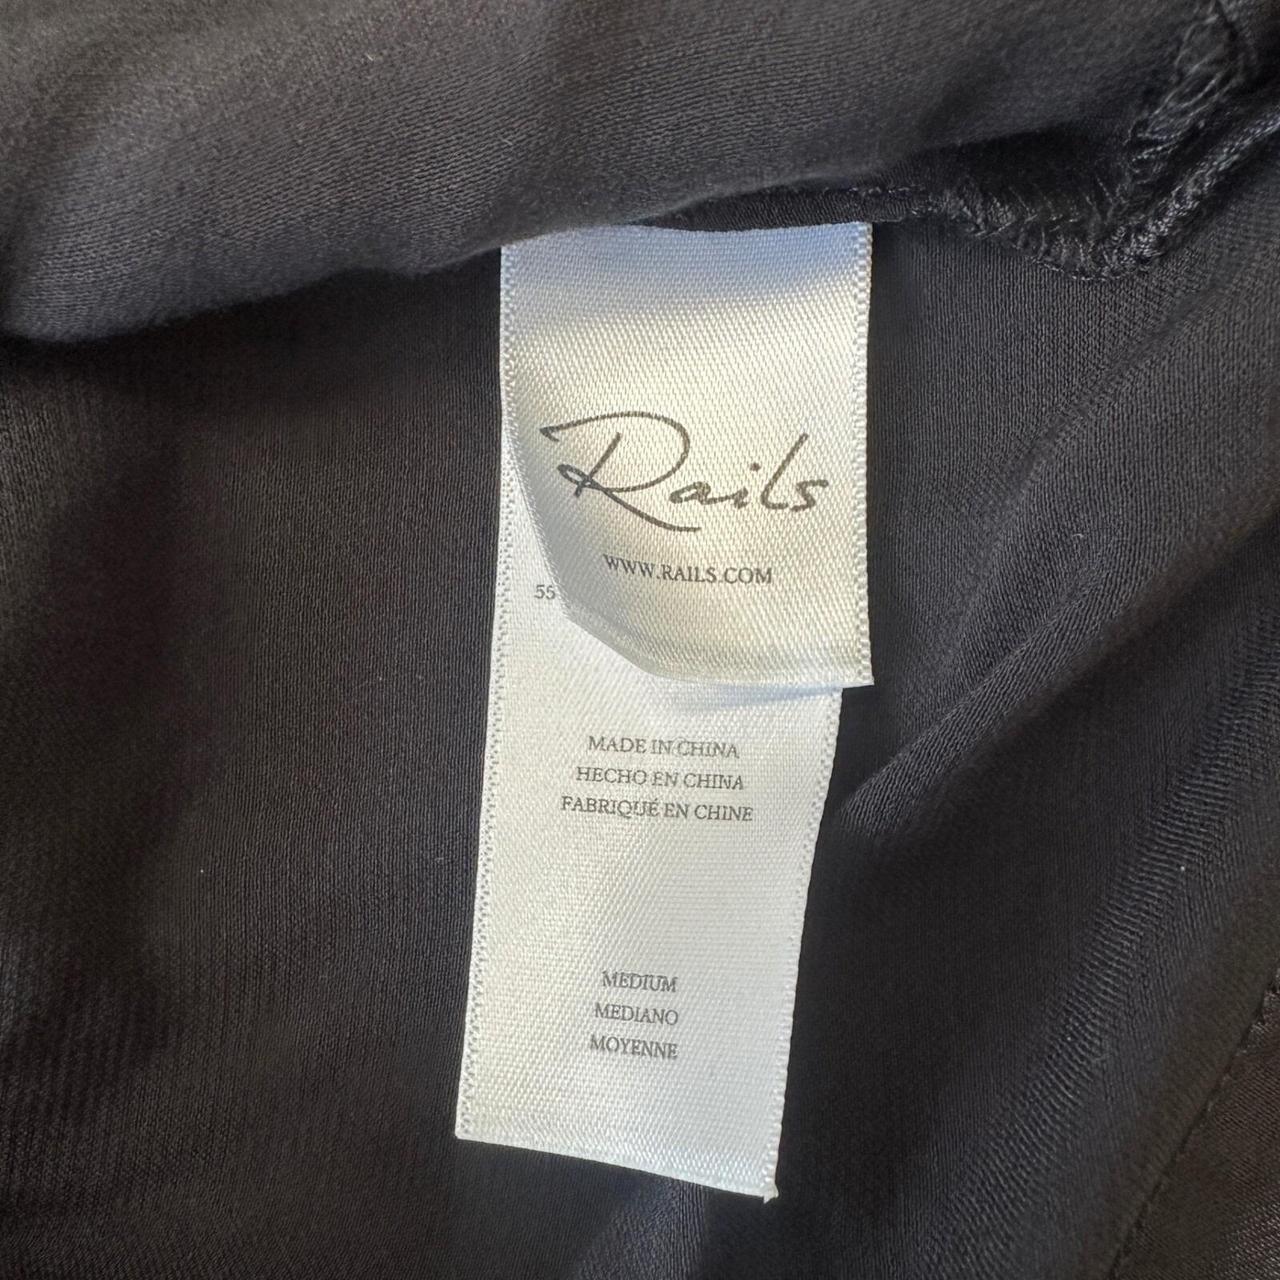 Rails
WWW.RAILS.COM
55
MADE IN CHINA
HECHO EN CHINA
FABRIQUÉ EN CHINE
MEDIUM
MEDIANO
MOYENNE